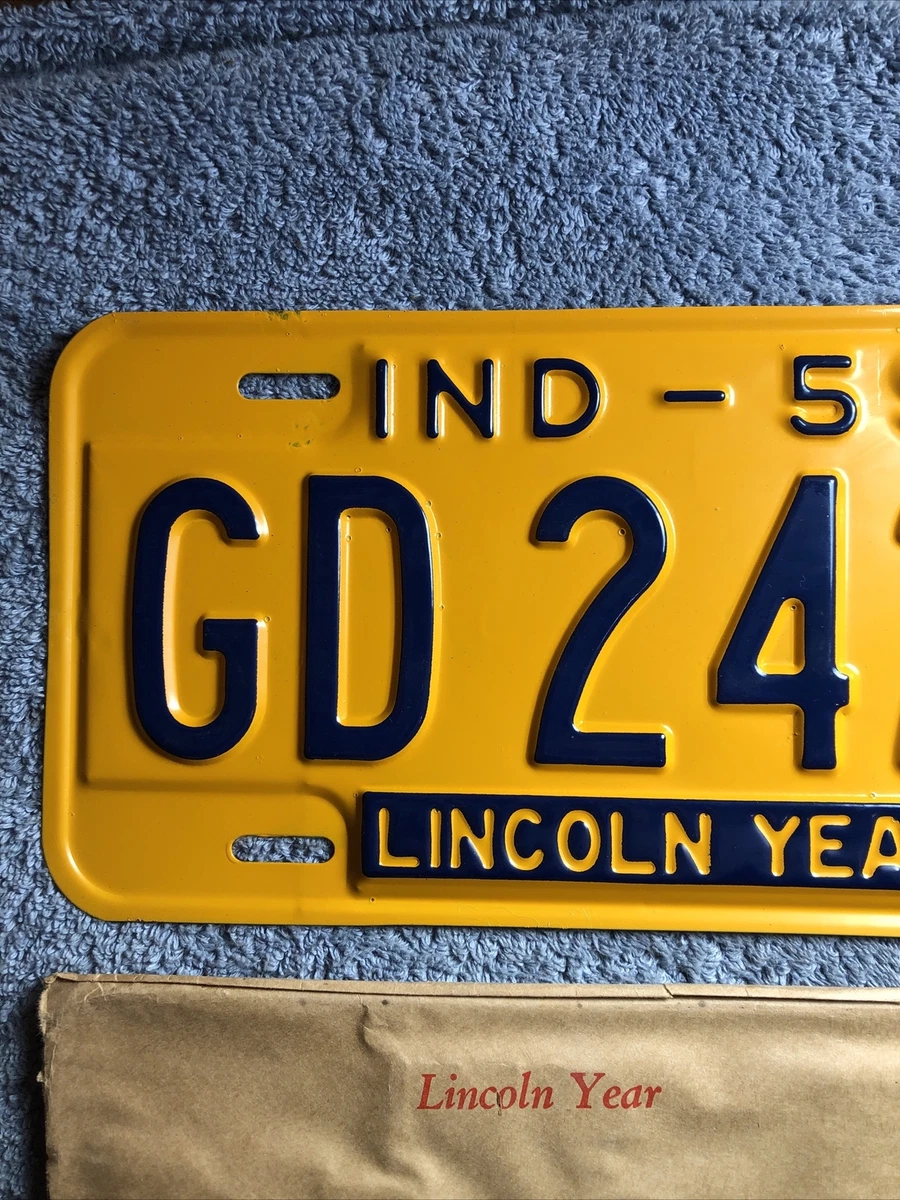 IND - 5
GD 24
LINCOLN YEA
Lincoln Year